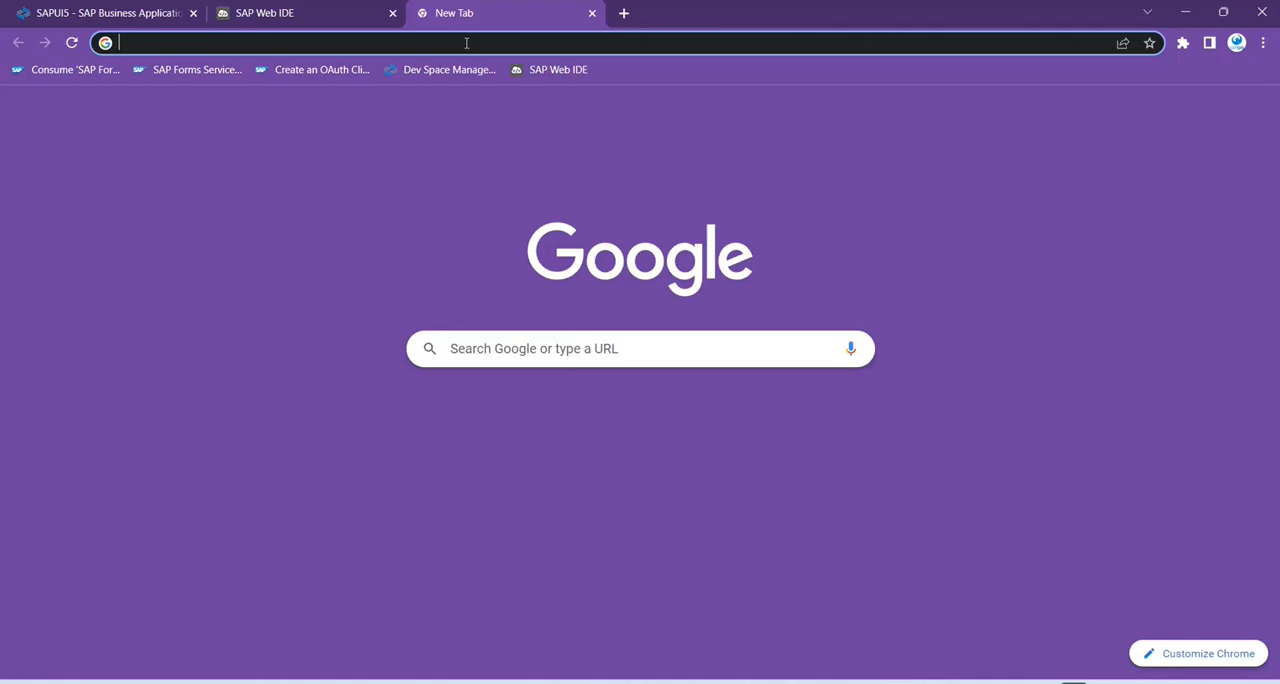 SAPUI5 - SAP Business Applicatio
SAP Web IDE
New Tab
Consume 'SAP For...
SAP Forms Service...
Create an OAuth Cli...
Dev Space Manage...
SAP Web IDE
Google
Search Google or type a URL
Customize Chrome